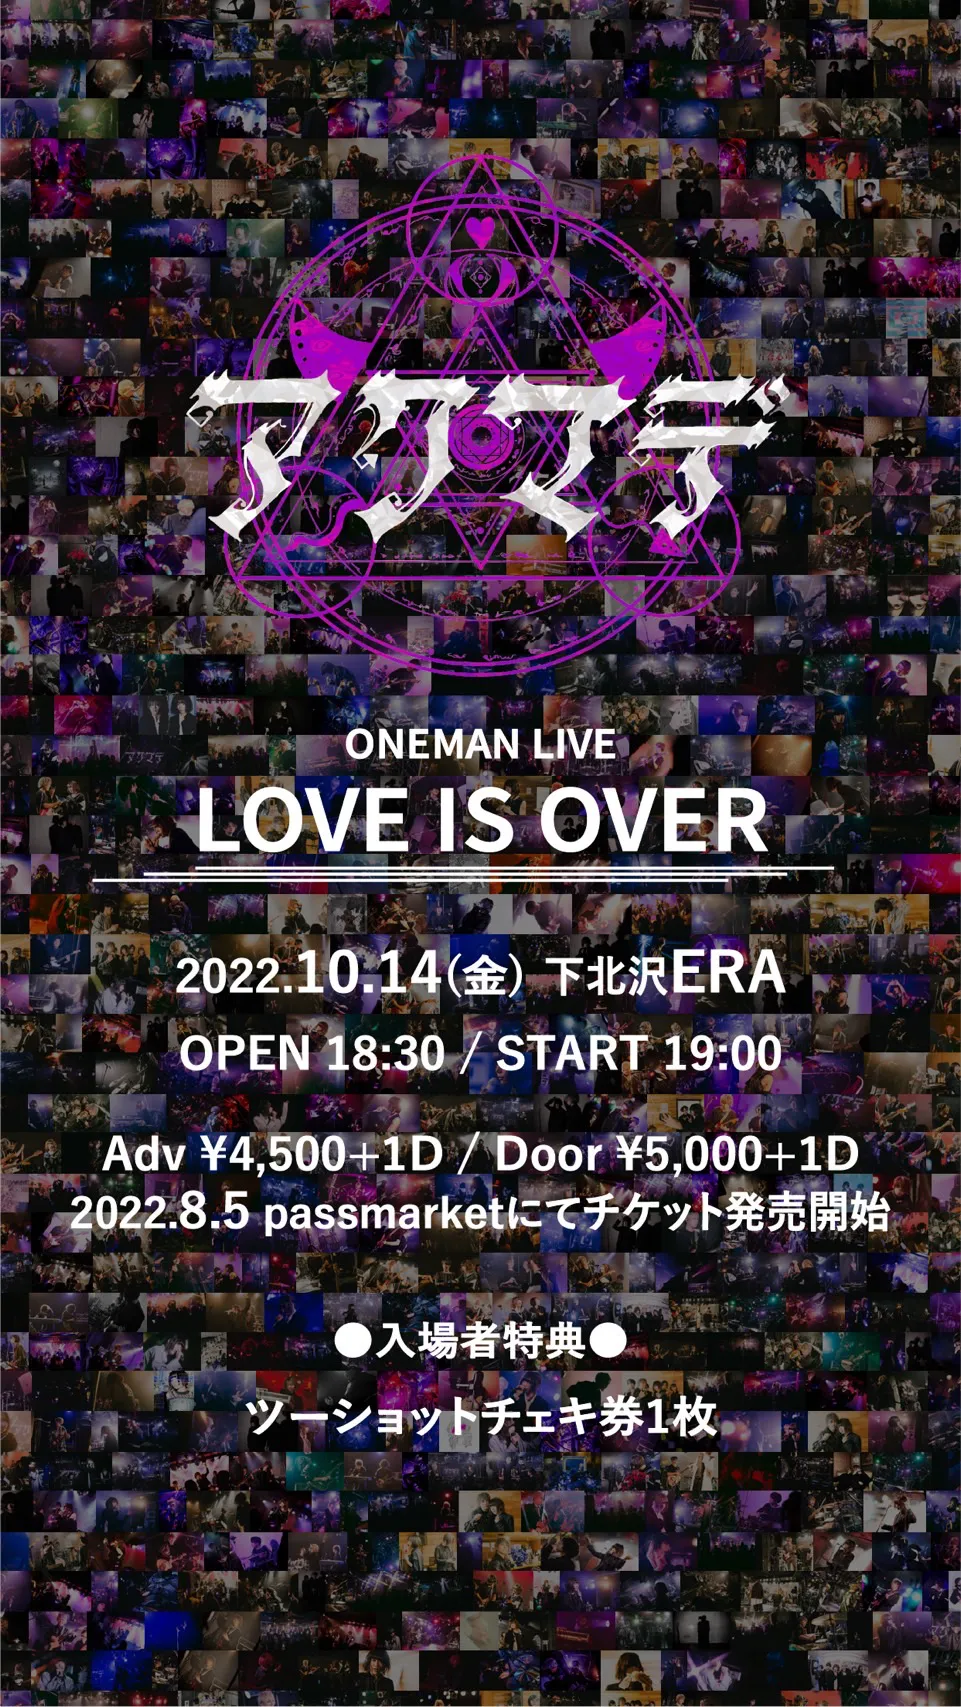 アクマデ
ONEMAN LIVE
LOVE IS OVER
2022.10.14(金) 下北沢ERA
OPEN 18:30 / START 19:00
Adv ¥4,500+1D / Door ¥5,000+1D
2022.8.5 passmarketにてチケット発売開始
●入場者特典●
ツーショットチェキ券1枚